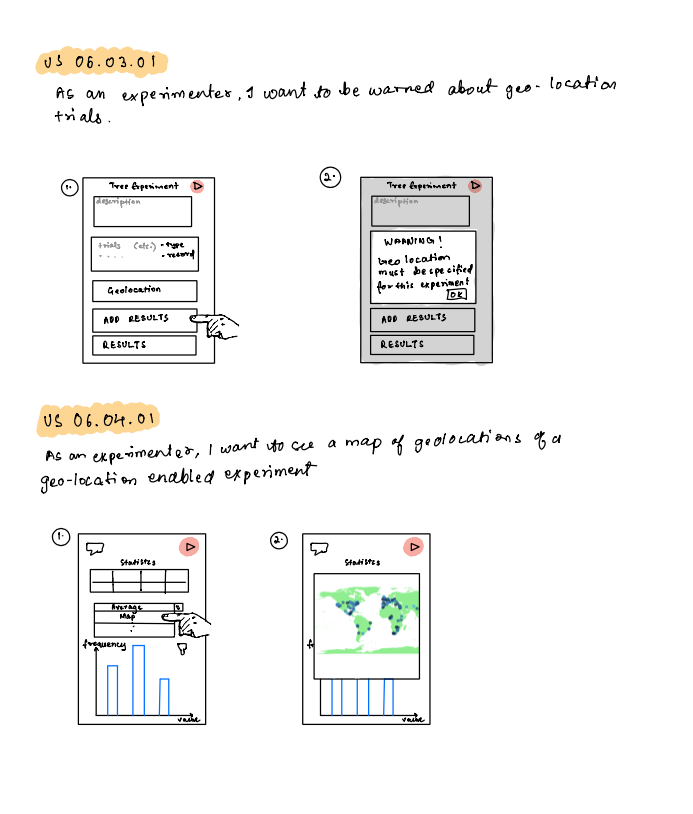 US 06.03.01
As an experimenter, I want to be warned about geo-location
trials.
1.
Tree Experiment
description
trials (etc.) - type
.... - record
Geolocation
ADD RESULTS
RESULTS
2.
Tree Experiment
description
WARNING!
Geo location
must be specified
for this experiment
OK
ADD RESULTS
RESULTS
US 06.04.01
As an experimenter, I want to see a map of geolocations of a
geo-location enabled experiment
1.
Statistics
Average
Map
frequency
value
2.
Statistics
value